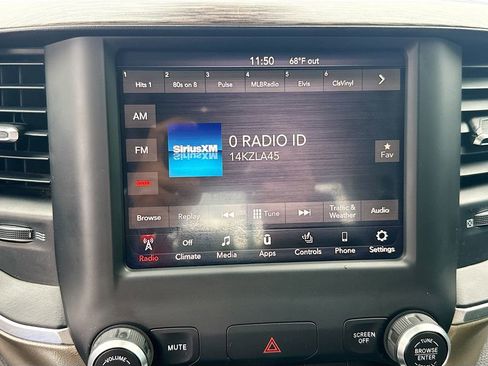 11:50 68°F out
1 2 3 4 5 6
Hits 1 80s on 8 Pulse MLBRadio Elvis ClsVinyl
AM
FM
SiriusXM
0 RADIO ID
14KZLA45
Fav
Browse Replay Tune Traffic & Weather Audio
Off
Radio Climate Media Apps Controls Phone Settings
VOLUME
MUTE
SCREEN OFF
TUNE
BROWSE
ENTER